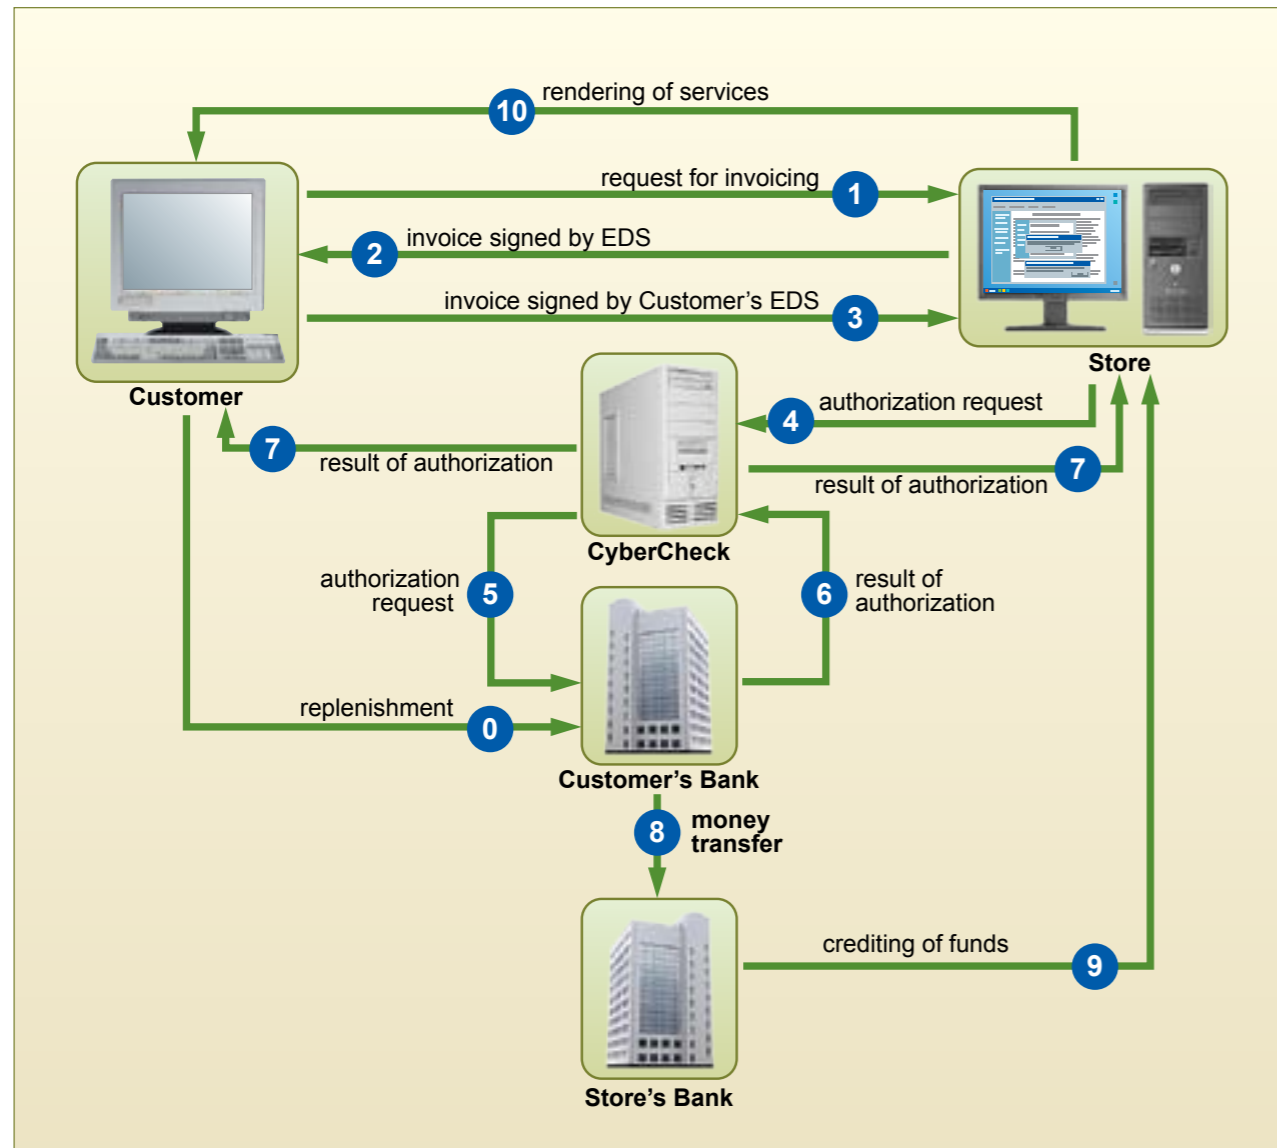 rendering of services
10
request for invoicing
1
invoice signed by EDS
2
invoice signed by Customer’s EDS
3
Customer
Store
authorization request
4
7
result of authorization
7
result of authorization
CyberCheck
authorization
request
5
6
result of
authorization
replenishment
0
Customer’s Bank
8
money
transfer
crediting of funds
9
Store’s Bank